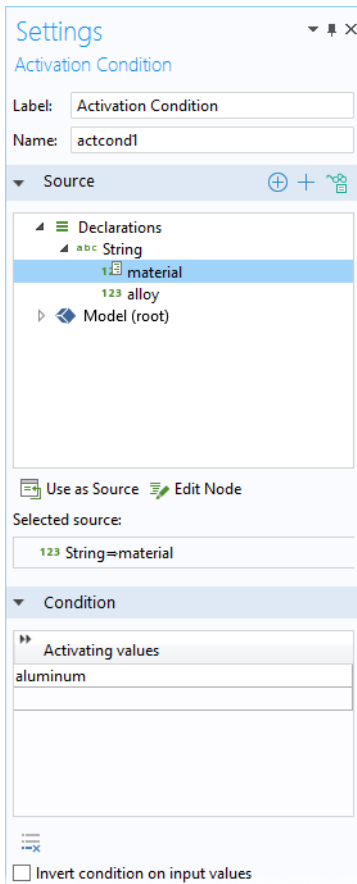 Settings
Activation Condition
Label: Activation Condition
Name: actcond1
Source
Declarations
abc String
material
123 alloy
Model (root)
Use as Source Edit Node
Selected source:
123 String=material
Condition
Activating values
aluminum
Invert condition on input values